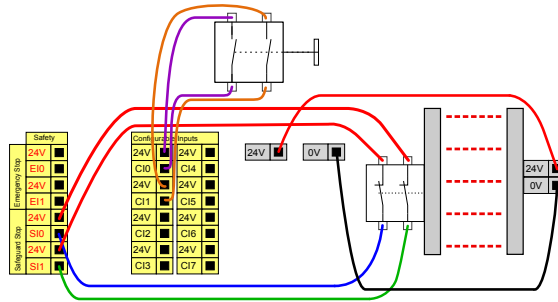 Safety
Emergency Stop
24V
EI0
24V
EI1
Safeguard Stop
24V
SI0
24V
SI1
Configurable Inputs
24V 24V
CI0 CI4
24V 24V
CI1 CI5
24V 24V
CI2 CI6
24V 24V
CI3 CI7
24V 0V
24V
0V